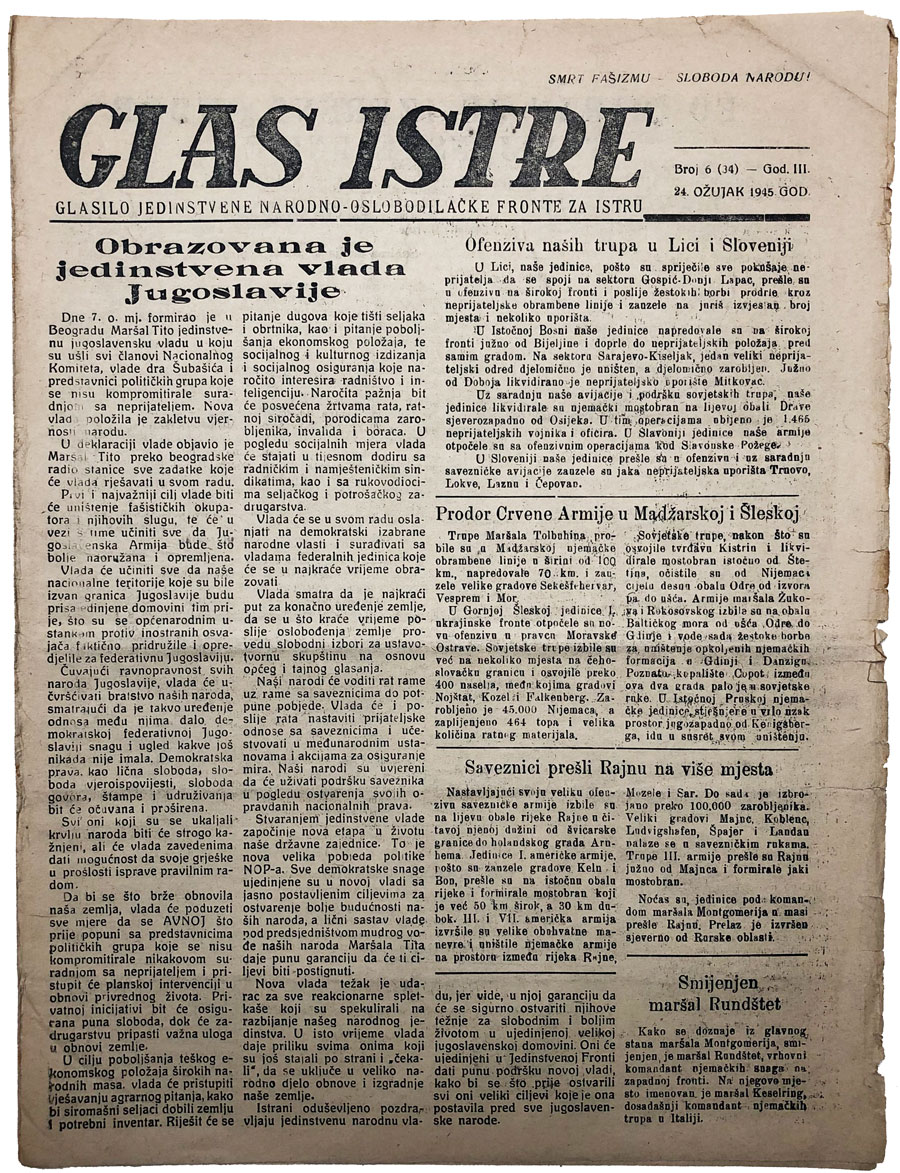 SMRT FAŠIZMU - SLOBODA NARODU!
GLAS ISTRE
Broj 6 (34) — God. III.
24. OŽUJAK 1945. GOD.
GLASILO JEDINSTVENE NARODNO-OSLOBODILAČKE FRONTE ZA ISTRU
Obrazovana je
jedinstvena vlada
Jugoslavije
Dne 7. o. mj. formirao je u
Beogradu Maršal Tito jedinstve-
nu jugoslavensku vladu u koju
su ušli svi članovi Nacionalnog
Komiteta, vlade dra Šubašića i
predstavnici političkih grupa koje
se nisu kompromitirale sura-
dnjom sa neprijateljem. Nova
vlada položila je zakletvu vjer-
nosti narodu.
U deklaraciji vlade objavio je
Maršal Tito preko beogradske
radio stanice sve zadatke koje
će vlada rješavati u svom radu.
Prvi i najvažniji cilj vlade biti
će uništenje fašističkih okupa-
tora i njihovih slugu, te će u
vezi s time učiniti sve da Ju-
goslavenska Armija bude što
bolje naoružana i opremljena.
Vlada će učiniti sve da naše
nacionalne teritorije koje su bile
izvan granica Jugoslavije budu
prisajedinjene domovini tim pri-
je, što su se općenarodnim u-
stankom protiv inostranih osva-
jača faktično pridružile i opre-
djelile za federativnu Jugoslaviju.
Čuvajući ravnopravnost svih
naroda Jugoslavije, vlada će u-
čvršćivati bratstvo naših naroda,
smatrajući da je takvo uređenje
odnosa među njima dalo de-
mokratskoj federativnoj Jugo-
slaviji snagu i ugled kakve još
nikada nije imala. Demokratska
prava, kao lična sloboda, slo-
boda vjeroispovijesti, sloboda
govora, štampe i udruživanja
bit će očuvana i proširena.
Svi oni koji su se ukaljali
krvlju naroda biti će strogo ka-
žnjeni, ali će vlada zavedenima
dati mogućnost da svoje grješke
u prošlosti isprave pravilnim ra-
dom.
Da bi se što brže obnovila
naša zemlja, vlada će poduzeti
sve mjere da se AVNOJ što
prije popuni sa predstavnicima
političkih grupa koje se nisu
kompromitirale nikakovom su-
radnjom sa neprijateljem i pri-
stupit će planskoj intervenciji u
obnovi privrednog života. Pri-
vatnoj inicijativi bit će osigu-
rana puna sloboda, dok će za-
drugarstvu pripasti važna uloga
u obnovi zemlje.
U cilju poboljšanja teškog e-
konomskog položaja širokih na-
rodnih masa, vlada će pristupiti
rješavanju agrarnog pitanja, kako
bi siromašni seljaci dobili zemlju
i potrebni inventar. Riješit će se
pitanje dugova koje tišti seljaka
i obrtnika, kao i pitanje pobolj-
šanja ekonomskog položaja, te
socijalnog i kulturnog izdizanja
i socijalnog osiguranja koje na-
ročito interesira radništvo i in-
teligenciju. Naročita pažnja bit
će posvećena žrtvama rata, rat-
noj siročadi, porodicama zaro-
bljenika, invalida i boraca. U
pogledu socijalnih mjera vlada
će stajati u tijesnom dodiru sa
radničkim i namješteničkim sin-
dikatima, kao i sa rukovodioci-
ma seljačkog i potrošačkog za-
drugarstva.
Vlada će se u svom radu osla-
njati na demokratski izabrane
narodne vlasti i surađivati sa
vladama federalnih jedinica koje
će se u najkraće vrijeme obra-
zovati
Vlada smatra da je najkraći
put za konačno uređenje zemlje,
da se u što kraće vrijeme po-
slije oslobođenja zemlje pro-
vedu slobodni izbori za ustavo-
tvornu skupštinu na osnovu
općeg i tajnog glasanja.
Naši narodi će voditi rat rame
uz rame sa saveznicima do pot-
pune pobjede. Vlada će i po-
slije rata nastaviti prijateljske
odnose sa saveznicima i uče-
stvovati u međunarodnim usta-
novama i akcijama za osiguranje
mira. Naši narodi su uvjereni
da će uživati podršku saveznika
u pogledu ostvarenja svojih o-
pravdanih nacionalnih prava.
Stvaranjem jedinstvene vlade
započinje nova etapa u životu
naše državne zajednice. To je
nova velika pobjeda politike
NOP-a. Sve demokratske snage
ujedinjene su u novoj vladi sa
jasno postavljenim ciljevima za
ostvarenje bolje budućnosti na-
ših naroda, a lični sastav vlade
pod predsjedništvom mudrog vo-
đe naših naroda Maršala Tita
daje punu garanciju da će ti ci-
ljevi biti postignuti.
Nova vlada težak je uda-
rac za sve reakcionarne splet-
kaše koji su spekulirali na
razbijanje našeg narodnog je-
dinstva. U isto vrijeme vlada
daje priliku svima onima koji
su još stajali po strani i „čeka-
li“, da se uključe u veliko na-
rodno djelo obnove i izgradnje
naše zemlje.
Istrani oduševljeno pozdra-
vljaju jedinstvenu narodnu vla-
du, jer vide, u njoj garanciju da
će se sigurno ostvariti njihove
težnje za slobodnim i boljim
životom u ujedinjenoj velikoj
jugoslavenskoj domovini. Oni će
ujedinjeni u Jedinstvenoj Fronti
dati punu podršku novoj vladi,
kako bi se što prije ostvarili
svi oni veliki ciljevi koje je ona
postavila pred sve jugoslaven-
ske narode.
Ofenziva naših trupa u Lici i Sloveniji
U Lici, naše jedinice, pošto su spriječile sve pokušaje ne-
prijatelja da se spoji na sektoru Gospić-Donji Lapac, prešle su
u ofenzivu na širokoj fronti i poslije žestokih borbi prodrle kroz
neprijateljske obrambene linije i zauzele na juriš izvjestan broj
mjesta i nekoliko uporišta.
U Istočnoj Bosni naše jedinice napredovale su na širokoj
fronti južno od Bijeljine i doprle do neprijateljskih položaja pred
samim gradom. Na sektoru Sarajevo-Kiseljak, jedan veliki neprija-
teljski odred djelomično je uništen, a djelomično zarobljen. Južno
od Doboja likvidirano je neprijateljsko uporište Mitkovac.
Uz saradnju naše avijacije i podršku sovjetskih trupa, naše
jedinice likvidirale su njemački mostobran na lijevoj obali Drave
sjeverozapadno od Osijeka. U tim operacijama ubijeno je 1.465
neprijateljskih vojnika i oficira. U Slavoniji jedinice naše armije
otpočele su sa ofenzivnim operacijama kod Slavonske Požege.
U Sloveniji naše jedinice prešle su u ofenzivu i uz saradnju
savezničke avijacije zauzele su jaka neprijateljska uporišta Trnovo,
Lokve, Laznu i Čepovan.
Prodor Crvene Armije u Madžarskoj i Šleskoj
Trupe Maršala Tolbuhina pro-
bile su u Madžarskoj njemačke
obrambene linije u širini od 100
km., napredovale 70 km. i zau-
zele velike gradove Sekešfehervar,
Vesprem i Mor.
U Gornjoj Šleskoj jedinice I.
ukrajinske fronte otpočele su no-
vu ofenzivu u pravcu Moravske
Ostrave. Sovjetske trupe izbile su
već na nekoliko mjesta na čeho-
slovačku granicu i osvojile preko
400 naselja, među kojima gradovi
Nojštat, Kozel i Falkenberg. Za-
robljeno je 45.000 Nijemaca, a
zaplijenjeno 464 topa i velika
količina ratnog materijala.
Sovjetske trupe, nakon što su
osvojile tvrđavu Kistrin i likvi-
dirale mostobran istočno od Šte-
tina, očistile su od Nijemaca
cijelu desnu obalu Odre od izvora
pa do ušća. Armije maršala Žuko-
va i Rokosovskog izbile su na obalu
Baltičkog mora od ušća Odre do
Gdinje i vode sada žestoke borbe
za uništenje opkoljenih njemačkih
formacija u Gdinji i Danzigu.
Poznato kupalište Copot između
ova dva grada palo je u sovjetske
ruke. U Istočnoj Pruskoj njema-
čke jedinice, stješnjene u vrlo uzak
prostor jugozapadno od Kenigsber-
ga, idu u susret svom uništenju.
Saveznici prešli Rajnu na više mjesta
Nastavljajući svoju veliku ofen-
zivu savezničke armije izbile su
na lijevu obalu rijeke Rajne u či-
tavoj njenoj dužini od švicarske
granice do holandskog grada Arn-
hema. Jedinice I. američke armije,
pošto su zauzele gradove Keln i
Bon, prešle su na istočnu obalu
rijeke i formirale mostobran koji
je već 50 km širok, a 30 km du-
bok. III. i VII. američka armija
izvršile su velike obuhvatne ma-
nevre i uništile njemačke armije
na prostoru između rijeka Rajne,
Mozele i Sar. Do sada je izbro-
jano preko 100.000 zarobljenika.
Veliki gradovi Majnc, Koblenc,
Ludvigshafen, Špajer i Landau
nalaze se u savezničkim rukama.
Trupe III. armije prešle su Rajnu
južno od Majnca i formirale jaki
mostobran.
Noćas su, jedinice pod koman-
dom maršala Montgomerija u masi
prešle Rajnu. Prelaz je izvršen
sjeverno od Rurske oblasti.
Smijenjen
maršal Rundštet
Kako se doznaje iz glavnog
stana maršala Montgomerija, smi-
jenjen je maršal Rundštet, vrhovni
komandant njemačkih snaga na
zapadnoj fronti. Na njegovo mje-
sto imenovan je maršal Keselring,
dosadašnji komandant njemačkih
trupa u Italiji.